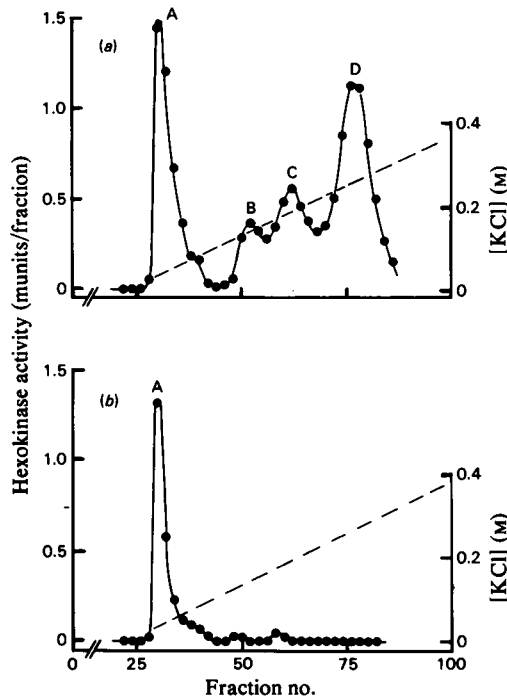 A
(a)
D
B
C
1.5
1.0
0.5
0
0.4
0.2
0
[KCl] (M)
Hexokinase activity (munits/fraction)
A
(b)
1.5
1.0
0.5
0
0.4
0.2
0
[KCl] (M)
0 25 50 75 100
Fraction no.